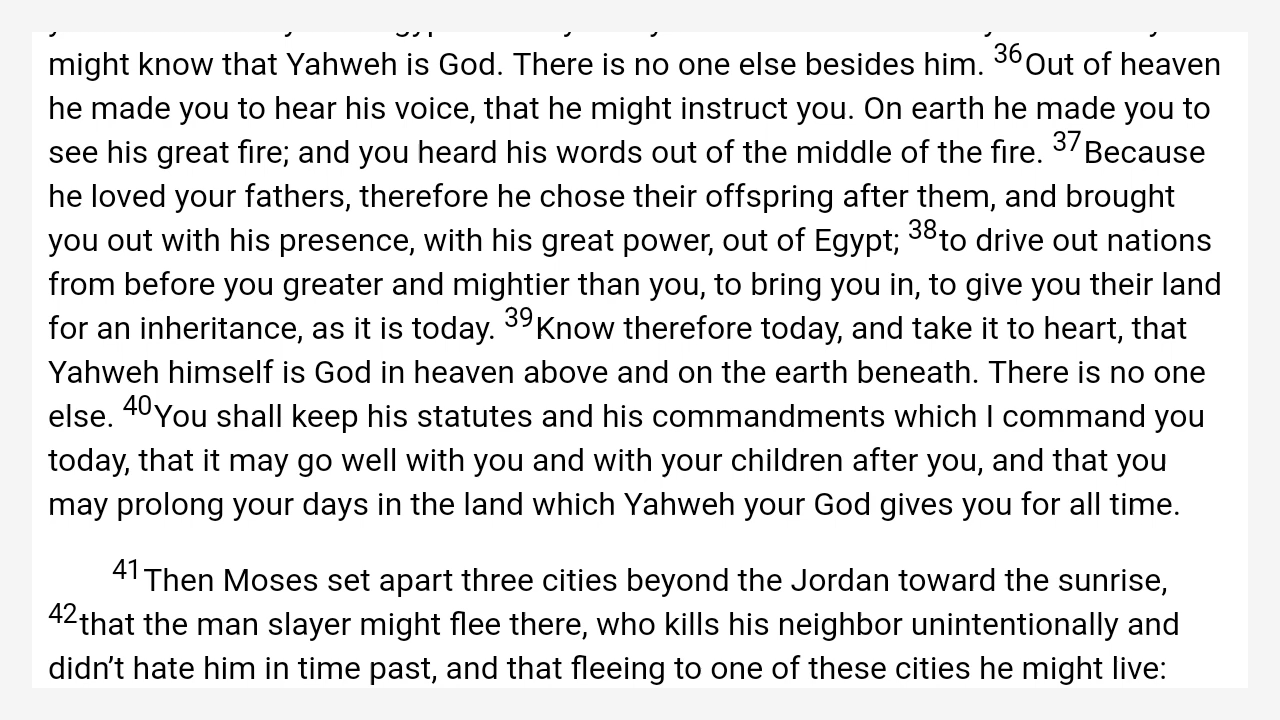 might know that Yahweh is God. There is no one else besides him. 36Out of heaven
he made you to hear his voice, that he might instruct you. On earth he made you to
see his great fire; and you heard his words out of the middle of the fire. 37Because
he loved your fathers, therefore he chose their offspring after them, and brought
you out with his presence, with his great power, out of Egypt; 38to drive out nations
from before you greater and mightier than you, to bring you in, to give you their land
for an inheritance, as it is today. 39Know therefore today, and take it to heart, that
Yahweh himself is God in heaven above and on the earth beneath. There is no one
else. 40You shall keep his statutes and his commandments which I command you
today, that it may go well with you and with your children after you, and that you
may prolong your days in the land which Yahweh your God gives you for all time.
41Then Moses set apart three cities beyond the Jordan toward the sunrise,
42that the man slayer might flee there, who kills his neighbor unintentionally and
didn’t hate him in time past, and that fleeing to one of these cities he might live: